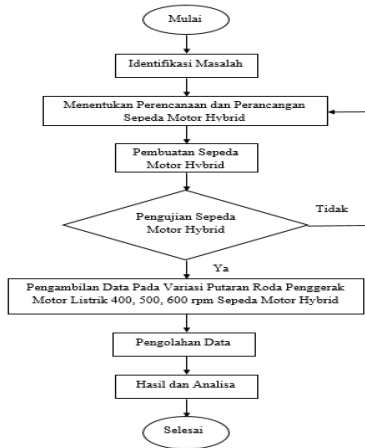 Mulai
Identifikasi Masalah
Menentukan Perencanaan dan Perancangan
Sepeda Motor Hybrid
Pembuatan Sepeda
Motor Hybrid
Pengujian Sepeda
Motor Hybrid
Tidak
Ya
Pengambilan Data Pada Variasi Putaran Roda Penggerak
Motor Listrik 400, 500, 600 rpm Sepeda Motor Hybrid
Pengolahan Data
Hasil dan Analisa
Selesai